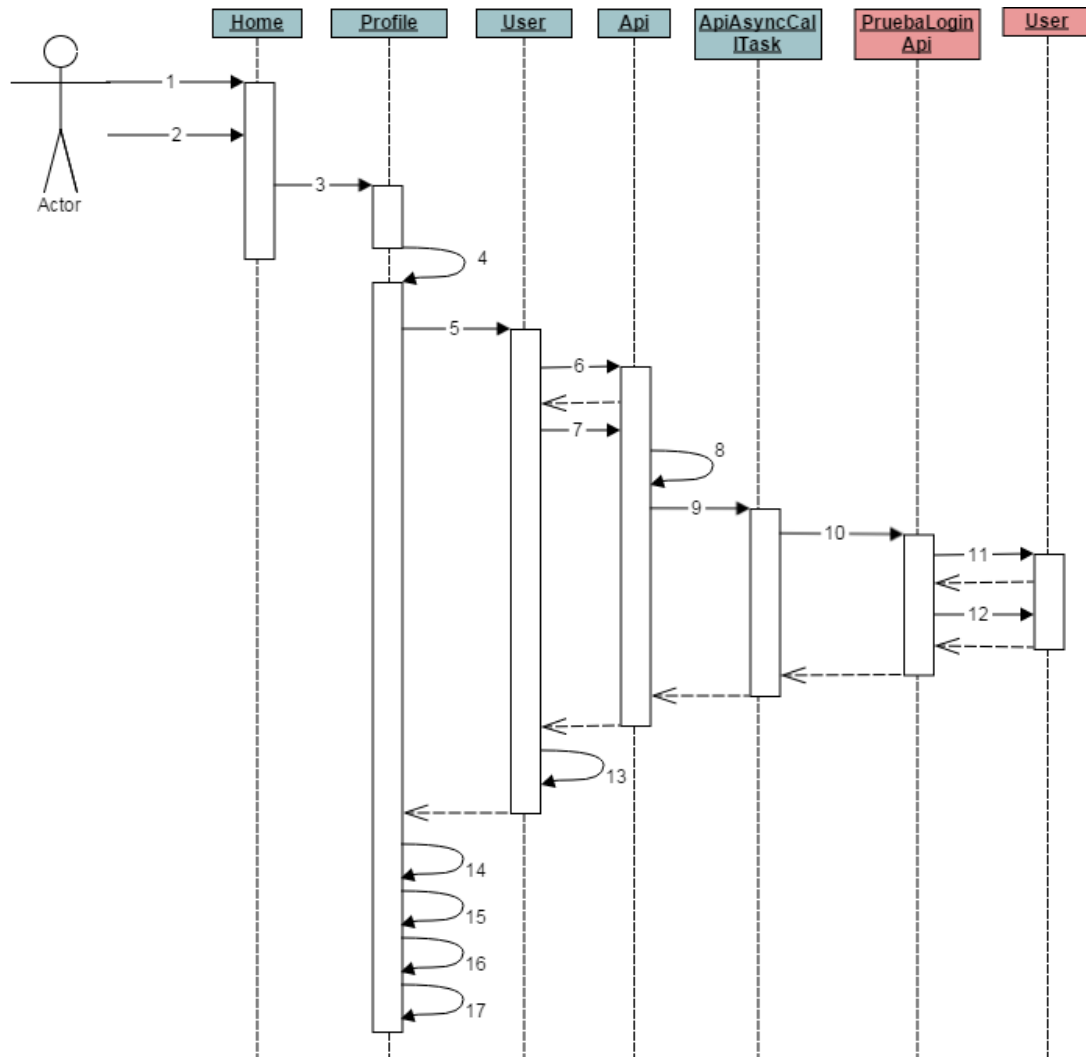 Home
Profile
User
Api
ApiAsyncCal
lTask
PruebaLogin
Api
User
1
2
Actor
3
4
5
6
7
8
9
10
11
12
13
14
15
16
17